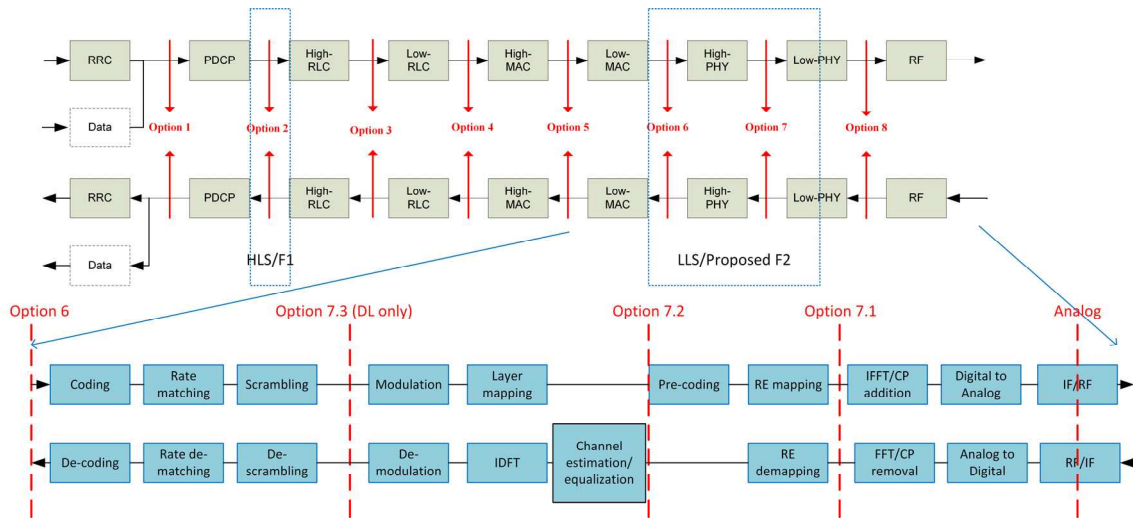 RRC
PDCP
High-
RLC
Low-
RLC
High-
MAC
Low-
MAC
High-
PHY
Low-PHY
RF
Data
Option 1
Option 2
Option 3
Option 4
Option 5
Option 6
Option 7
Option 8
RRC
PDCP
High-
RLC
Low-
RLC
High-
MAC
Low-
MAC
High-
PHY
Low-PHY
RF
Data
HLS/F1
LLS/Proposed F2
Option 6
Option 7.3 (DL only)
Option 7.2
Option 7.1
Analog
Coding
Rate
matching
Scrambling
Modulation
Layer
mapping
Pre-coding
RE mapping
IFFT/CP
addition
Digital to
Analog
IF/RF
De-coding
Rate de-
matching
De-
scrambling
De-
modulation
IDFT
Channel
estimation/
equalization
RE
demapping
FFT/CP
removal
Analog to
Digital
RF/IF